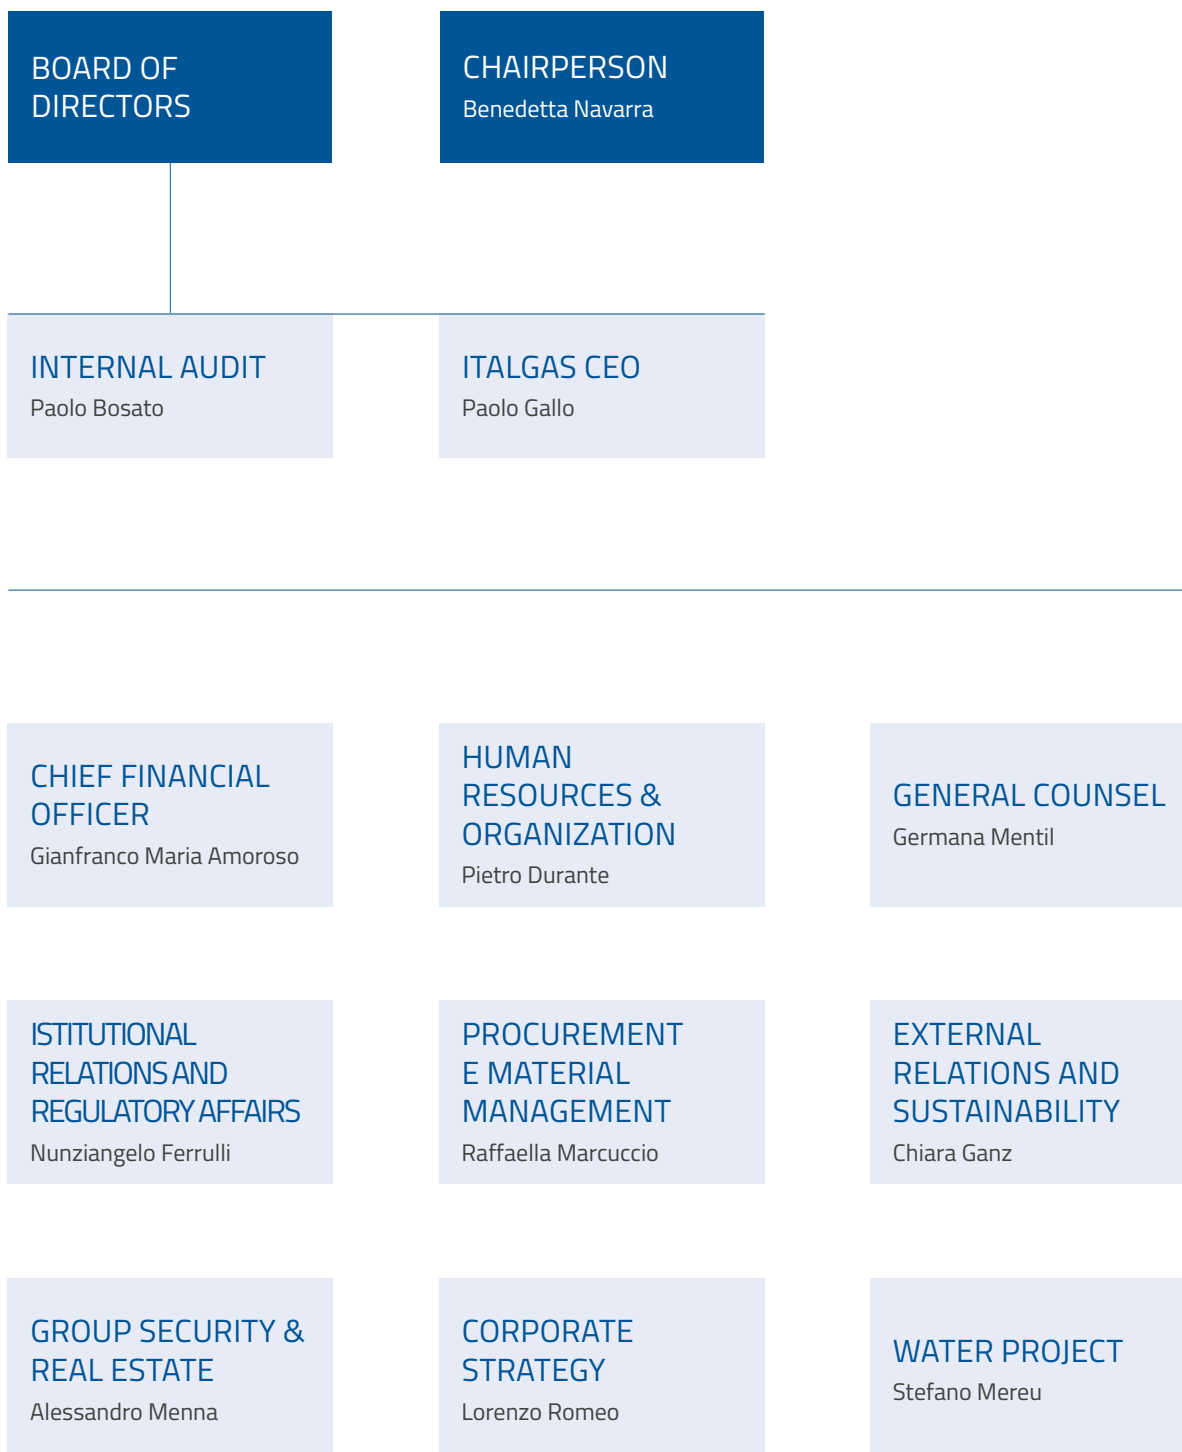 BOARD OF
DIRECTORS
CHAIRPERSON
Benedetta Navarra
INTERNAL AUDIT
Paolo Bosato
ITALGAS CEO
Paolo Gallo
CHIEF FINANCIAL
OFFICER
Gianfranco Maria Amoroso
HUMAN
RESOURCES &
ORGANIZATION
Pietro Durante
GENERAL COUNSEL
Germana Mentil
ISTITUTIONAL
RELATIONS AND
REGULATORY AFFAIRS
Nunziangelo Ferrulli
PROCUREMENT
E MATERIAL
MANAGEMENT
Raffaella Marcuccio
EXTERNAL
RELATIONS AND
SUSTAINABILITY
Chiara Ganz
GROUP SECURITY &
REAL ESTATE
Alessandro Menna
CORPORATE
STRATEGY
Lorenzo Romeo
WATER PROJECT
Stefano Mereu